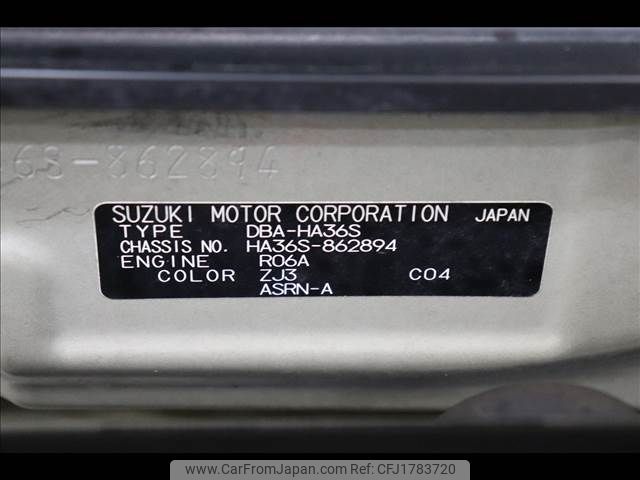 6S-862894
SUZUKI MOTOR CORPORATION JAPAN
TYPE DBA-HA36S
CHASSIS NO. HA36S-862894
ENGINE R06A
COLOR ZJ3 C04
ASRN-A
www.CarFromJapan.com | Ref No: CFJ1783720